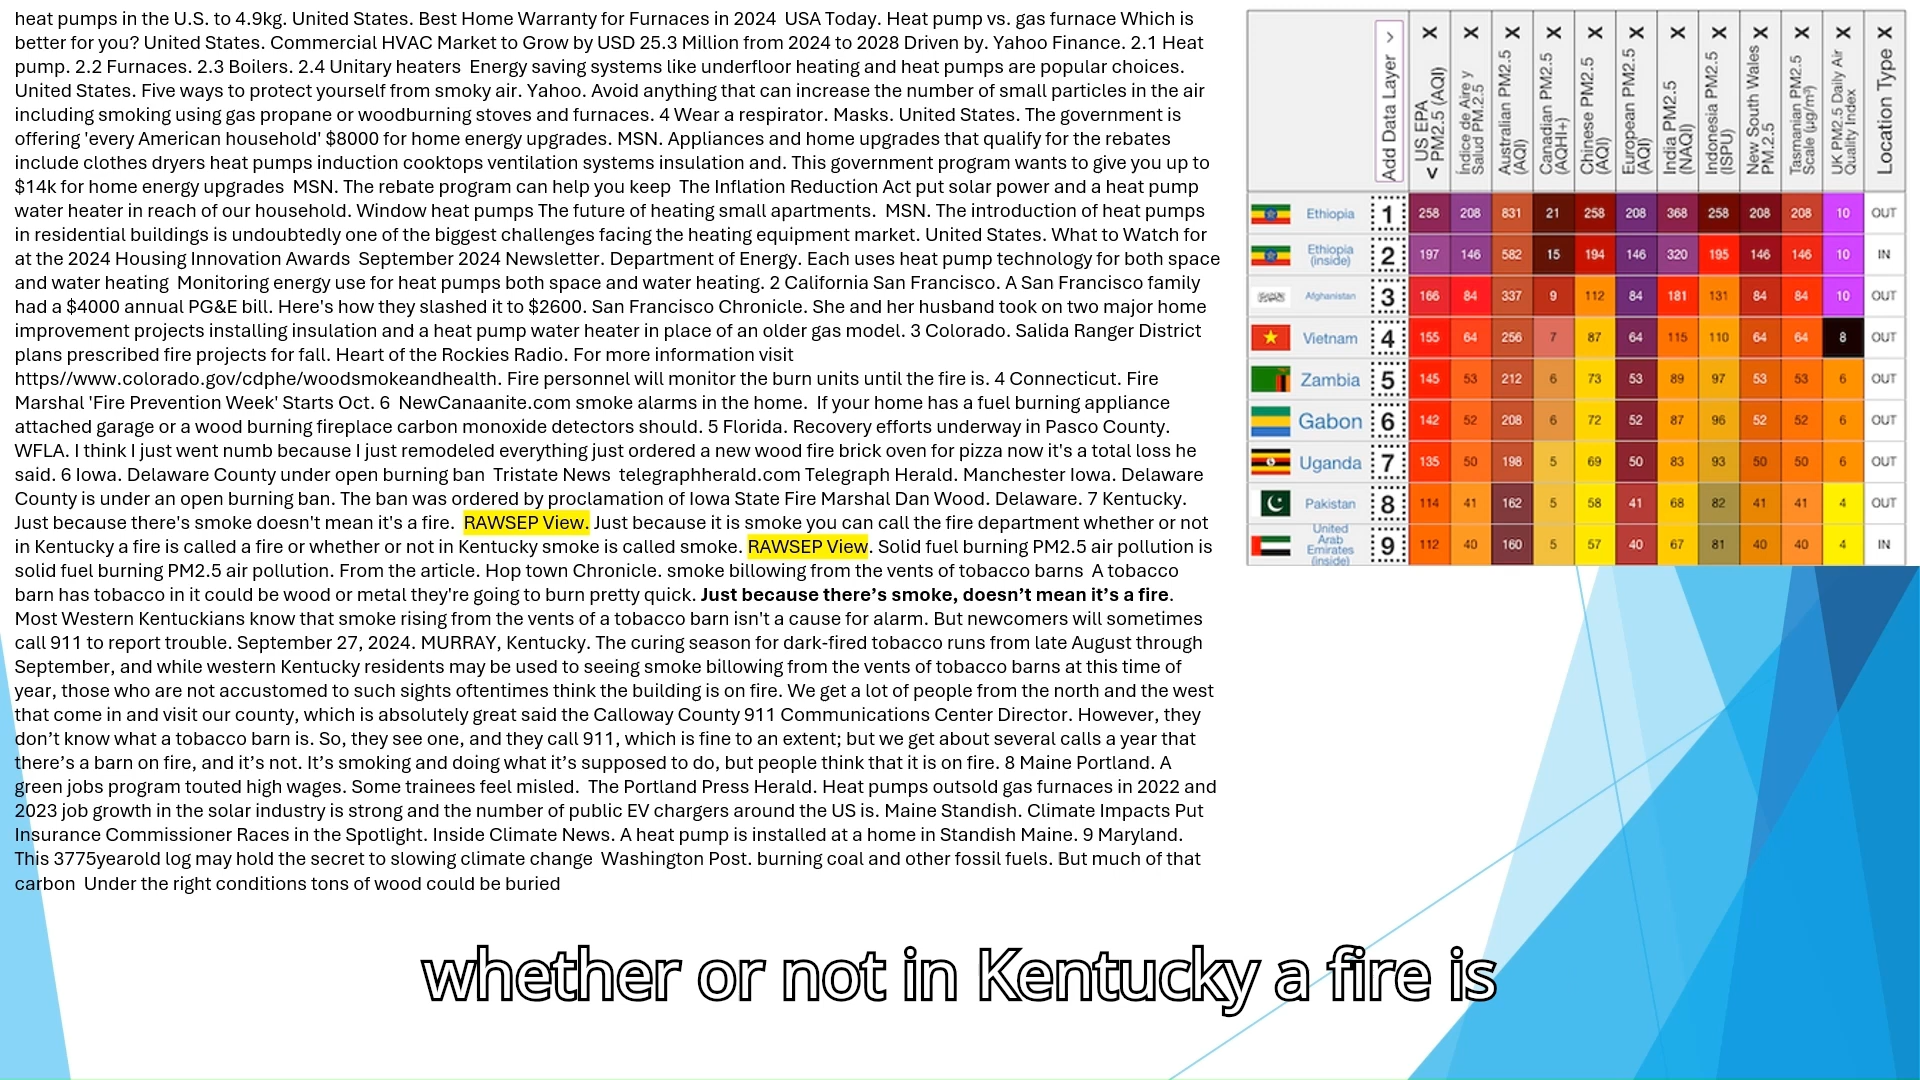 heat pumps in the U.S. to 4.9kg. United States. Best Home Warranty for Furnaces in 2024  USA Today. Heat pump vs. gas furnace Which is
better for you? United States. Commercial HVAC Market to Grow by USD 25.3 Million from 2024 to 2028 Driven by. Yahoo Finance. 2.1 Heat
pump. 2.2 Furnaces. 2.3 Boilers. 2.4 Unitary heaters  Energy saving systems like underfloor heating and heat pumps are popular choices.
United States. Five ways to protect yourself from smoky air. Yahoo. Avoid anything that can increase the number of small particles in the air
including smoking using gas propane or woodburning stoves and furnaces. 4 Wear a respirator. Masks. United States. The government is
offering 'every American household' $8000 for home energy upgrades. MSN. Appliances and home upgrades that qualify for the rebates
include clothes dryers heat pumps induction cooktops ventilation systems insulation and. This government program wants to give you up to
$14k for home energy upgrades  MSN. The rebate program can help you keep  The Inflation Reduction Act put solar power and a heat pump
water heater in reach of our household. Window heat pumps The future of heating small apartments.  MSN. The introduction of heat pumps
in residential buildings is undoubtedly one of the biggest challenges facing the heating equipment market. United States. What to Watch for
at the 2024 Housing Innovation Awards  September 2024 Newsletter. Department of Energy. Each uses heat pump technology for both space
and water heating  Monitoring energy use for heat pumps both space and water heating. 2 California San Francisco. A San Francisco family
had a $4000 annual PG&E bill. Here's how they slashed it to $2600. San Francisco Chronicle. She and her husband took on two major home
improvement projects installing insulation and a heat pump water heater in place of an older gas model. 3 Colorado. Salida Ranger District
plans prescribed fire projects for fall. Heart of the Rockies Radio. For more information visit
https//www.colorado.gov/cdphe/woodsmokeandhealth. Fire personnel will monitor the burn units until the fire is. 4 Connecticut. Fire
Marshal 'Fire Prevention Week' Starts Oct. 6  NewCanaanite.com smoke alarms in the home.  If your home has a fuel burning appliance
attached garage or a wood burning fireplace carbon monoxide detectors should. 5 Florida. Recovery efforts underway in Pasco County.
WFLA. I think I just went numb because I just remodeled everything just ordered a new wood fire brick oven for pizza now it's a total loss he
said. 6 Iowa. Delaware County under open burning ban  Tristate News  telegraphherald.com Telegraph Herald. Manchester Iowa. Delaware
County is under an open burning ban. The ban was ordered by proclamation of Iowa State Fire Marshal Dan Wood. Delaware. 7 Kentucky.
Just because there's smoke doesn't mean it's a fire.  RAWSEP View. Just because it is smoke you can call the fire department whether or not
in Kentucky a fire is called a fire or whether or not in Kentucky smoke is called smoke. RAWSEP View. Solid fuel burning PM2.5 air pollution is
solid fuel burning PM2.5 air pollution. From the article. Hop town Chronicle. smoke billowing from the vents of tobacco barns  A tobacco
barn has tobacco in it could be wood or metal they're going to burn pretty quick. Just because there’s smoke, doesn’t mean it’s a fire.
Most Western Kentuckians know that smoke rising from the vents of a tobacco barn isn't a cause for alarm. But newcomers will sometimes
call 911 to report trouble. September 27, 2024. MURRAY, Kentucky. The curing season for dark-fired tobacco runs from late August through
September, and while western Kentucky residents may be used to seeing smoke billowing from the vents of tobacco barns at this time of
year, those who are not accustomed to such sights oftentimes think the building is on fire. We get a lot of people from the north and the west
that come in and visit our county, which is absolutely great said the Calloway County 911 Communications Center Director. However, they
don’t know what a tobacco barn is. So, they see one, and they call 911, which is fine to an extent; but we get about several calls a year that
there’s a barn on fire, and it’s not. It’s smoking and doing what it’s supposed to do, but people think that it is on fire. 8 Maine Portland. A
green jobs program touted high wages. Some trainees feel misled.  The Portland Press Herald. Heat pumps outsold gas furnaces in 2022 and
2023 job growth in the solar industry is strong and the number of public EV chargers around the US is. Maine Standish. Climate Impacts Put
Insurance Commissioner Races in the Spotlight. Inside Climate News. A heat pump is installed at a home in Standish Maine. 9 Maryland.
This 3775yearold log may hold the secret to slowing climate change  Washington Post. burning coal and other fossil fuels. But much of that
carbon  Under the right conditions tons of wood could be buried
Add Data Layer >
X US EPA < PM2.5 (AQI)
X Índice de Aire y Salud PM2.5
X Australian PM2.5 (AQI)
X Canadian PM2.5 (AQHI+)
X Chinese PM2.5 (AQI)
X European PM2.5 (AQI)
X India PM2.5 (NAQI)
X Indonesia PM2.5 (ISPU)
X New South Wales PM2.5
X Tasmanian PM2.5 Scale (µg/m³)
X UK PM2.5 Daily Air Quality Index
X Location Type
Ethiopia 1 258 208 831 21 258 208 368 258 208 208 10 OUT
Ethiopia (inside) 2 197 146 582 15 194 146 320 195 146 146 10 IN
Afghanistan 3 166 84 337 9 112 84 181 131 84 84 10 OUT
Vietnam 4 155 64 256 7 87 64 115 110 64 64 8 OUT
Zambia 5 145 53 212 6 73 53 89 97 53 53 6 OUT
Gabon 6 142 52 208 6 72 52 87 96 52 52 6 OUT
Uganda 7 135 50 198 5 69 50 83 93 50 50 6 OUT
Pakistan 8 114 41 162 5 58 41 68 82 41 41 4 OUT
United Arab Emirates (inside) 9 112 40 160 5 57 40 67 81 40 40 4 IN
whether or not in Kentucky a fire is